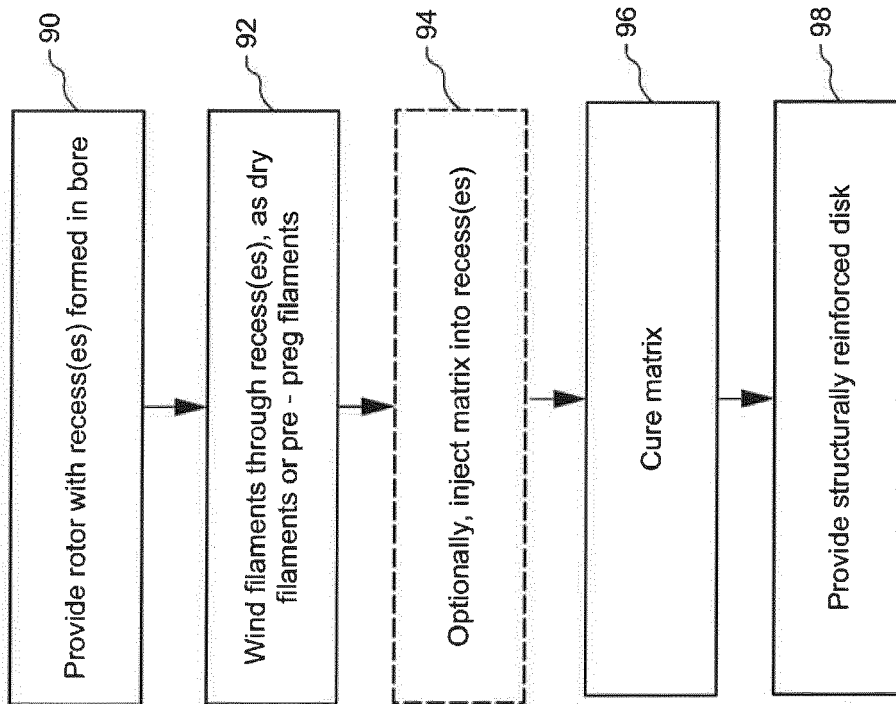 90
Provide rotor with recess(es) formed in bore
92
Wind filaments through recess(es), as dry
filaments or pre - preg filaments
94
Optionally, inject matrix into recess(es)
96
Cure matrix
98
Provide structurally reinforced disk